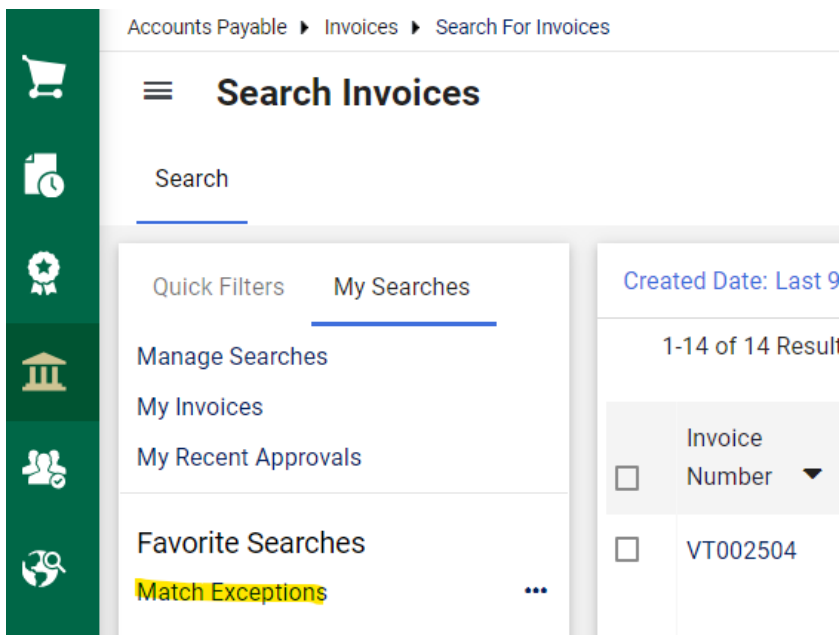 Accounts Payable ▶ Invoices ▶ Search For Invoices
Search Invoices
Search
Quick Filters My Searches
Manage Searches
My Invoices
My Recent Approvals
Favorite Searches
Match Exceptions
Created Date: Last 9
1-14 of 14 Result
Invoice
Number
VT002504